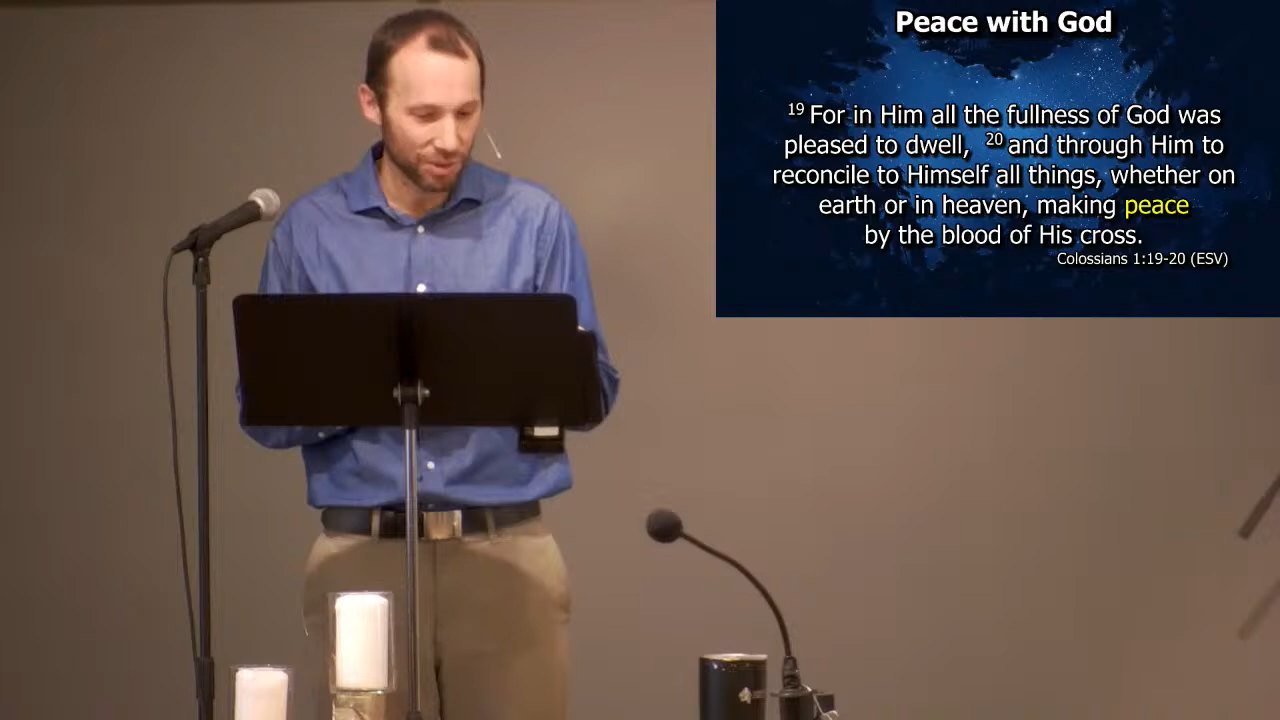 Peace with God
19 For in Him all the fullness of God was
pleased to dwell, 20 and through Him to
reconcile to Himself all things, whether on
earth or in heaven, making peace
by the blood of His cross.
Colossians 1:19-20 (ESV)